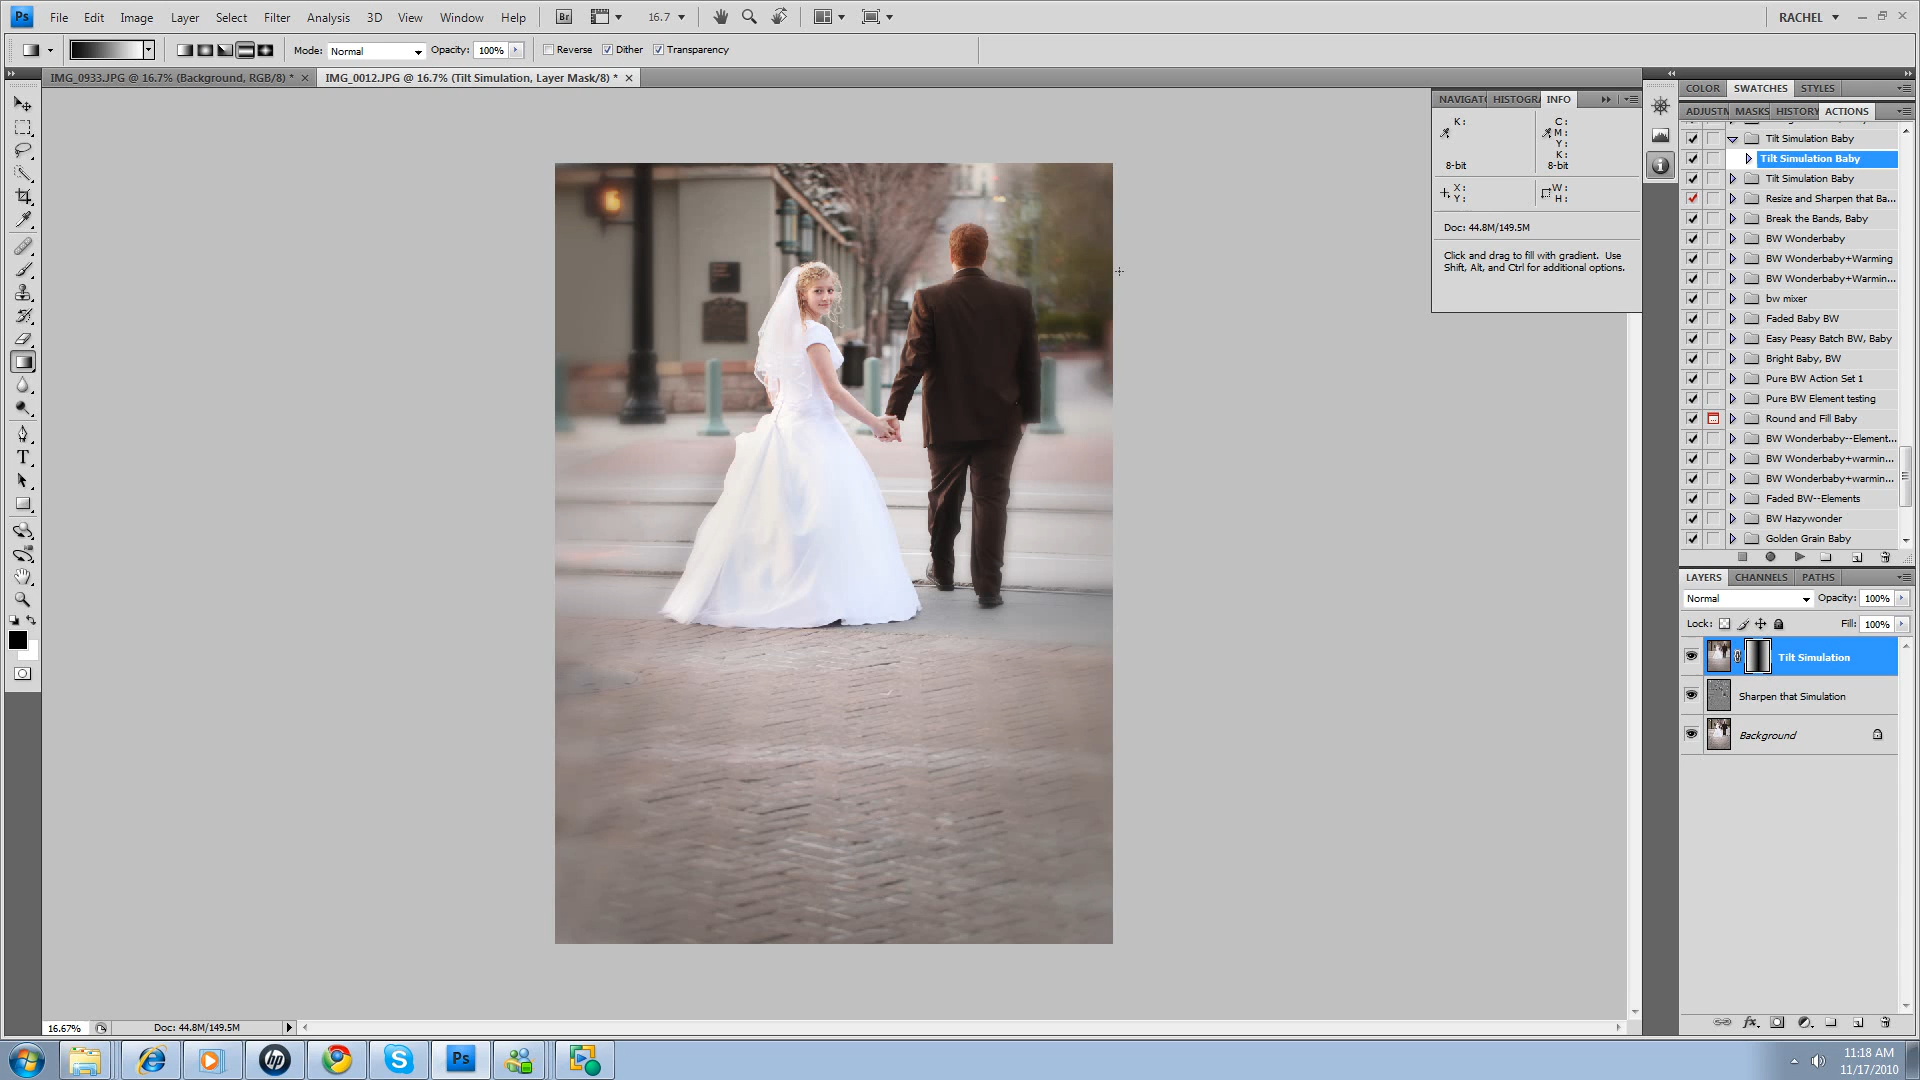 Ps File Edit Image Layer Select Filter Analysis 3D View Window Help Br 16.7 RACHEL
Mode: Normal Opacity: 100% Reverse Dither Transparency
IMG_0933.JPG @ 16.7% (Background, RGB/8) * × IMG_0012.JPG @ 16.7% (Tilt Simulation, Layer Mask/8) * ×
NAVIGAT HISTOGRA INFO
K: C:
M:
Y:
K:
8-bit 8-bit
X: W:
Y: H:
Doc: 44.8M/149.5M
Click and drag to fill with gradient. Use
Shift, Alt, and Ctrl for additional options.
COLOR SWATCHES STYLES
ADJUSTM MASKS HISTORY ACTIONS
Tilt Simulation Baby
Tilt Simulation Baby
Tilt Simulation Baby
Resize and Sharpen that Ba...
Break the Bands, Baby
BW Wonderbaby
BW Wonderbaby+Warming
BW Wonderbaby+Warmin...
bw mixer
Faded Baby BW
Easy Peasy Batch BW, Baby
Bright Baby, BW
Pure BW Action Set 1
Pure BW Element testing
Round and Fill Baby
BW Wonderbaby--Element...
BW Wonderbaby+warmin...
BW Wonderbaby+warmin...
Faded BW--Elements
BW Hazywonder
Golden Grain Baby
LAYERS CHANNELS PATHS
Normal Opacity: 100%
Lock: Fill: 100%
Tilt Simulation
Sharpen that Simulation
Background
fx
T
16.67% Doc: 44.8M/149.5M
hp S Ps
11:18 AM
11/17/2010